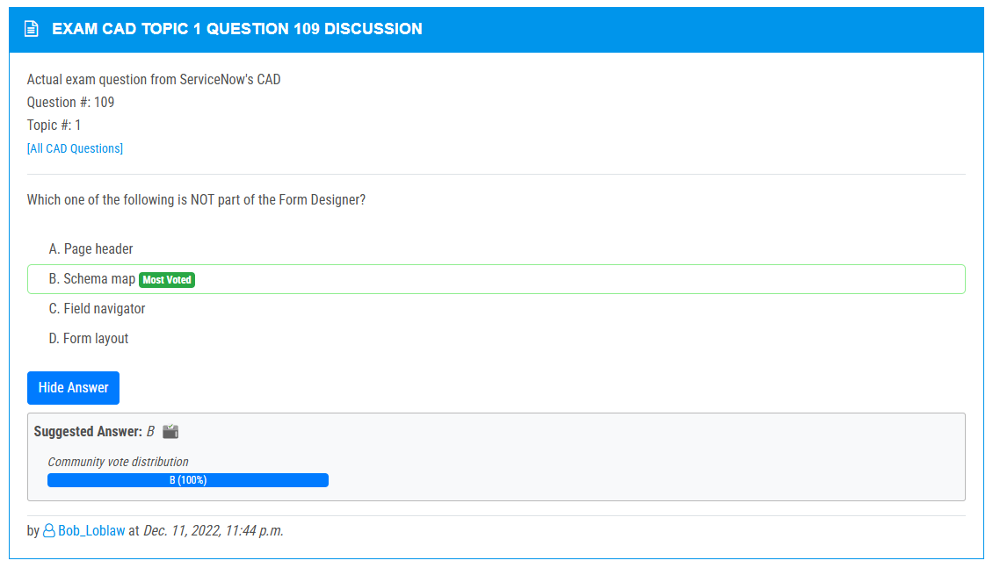 EXAM CAD TOPIC 1 QUESTION 109 DISCUSSION
Actual exam question from ServiceNow's CAD
Question #: 109
Topic #: 1
[All CAD Questions]
Which one of the following is NOT part of the Form Designer?
A. Page header
B. Schema map Most Voted
C. Field navigator
D. Form layout
Hide Answer
Suggested Answer: B
Community vote distribution
B (100%)
by Bob_Loblaw at Dec. 11, 2022, 11:44 p.m.